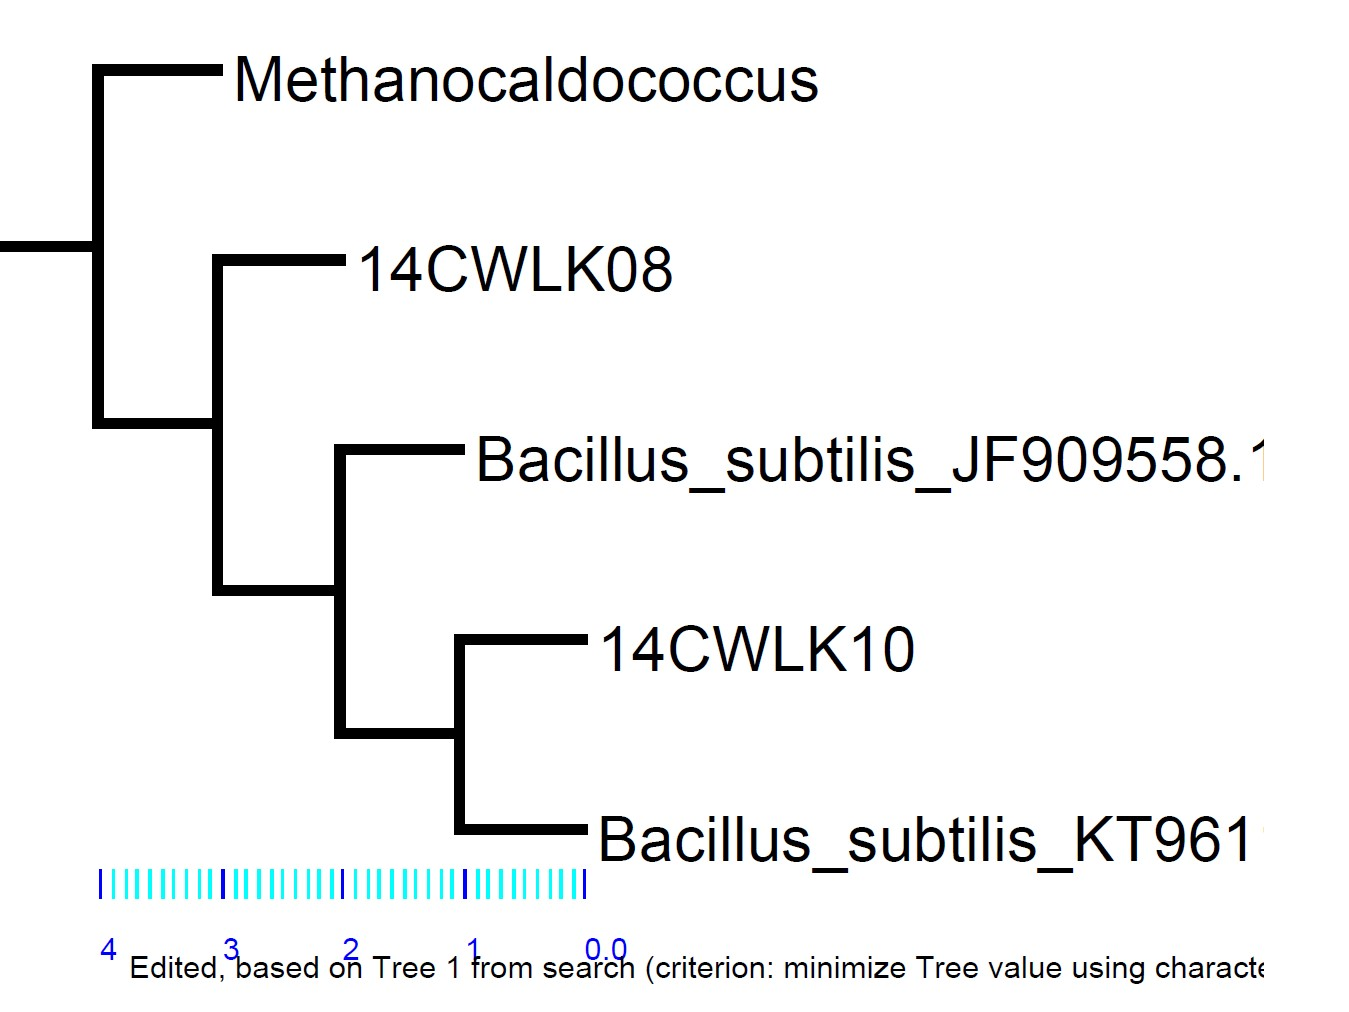 Methanocaldococcus
14CWLK08
Bacillus_subtilis_JF909558.1
14CWLK10
Bacillus_subtilis_KT961
4 3 2 1 0.0
Edited, based on Tree 1 from search (criterion: minimize Tree value using